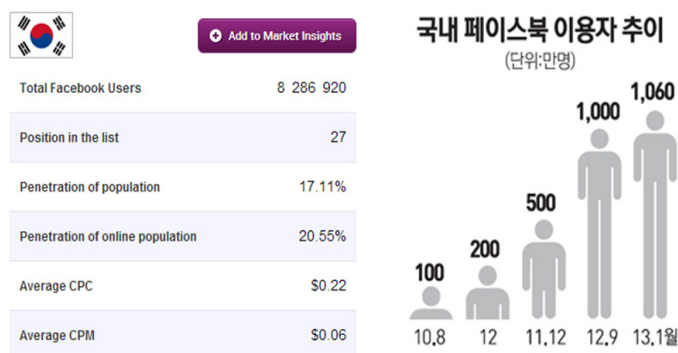 Add to Market Insights
Total Facebook Users 8 286 920
Position in the list 27
Penetration of population 17.11%
Penetration of online population 20.55%
Average CPC $0.22
Average CPM $0.06
국내 페이스북 이용자 추이
(단위:만명)
100 200 500 1,000 1,060
10.8 12 11.12 12.9 13.1월